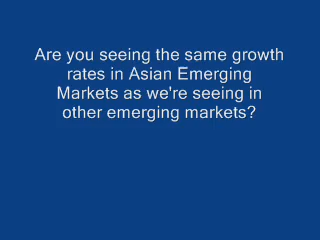 Are you seeing the same growth
rates in Asian Emerging
Markets as we're seeing in
other emerging markets?